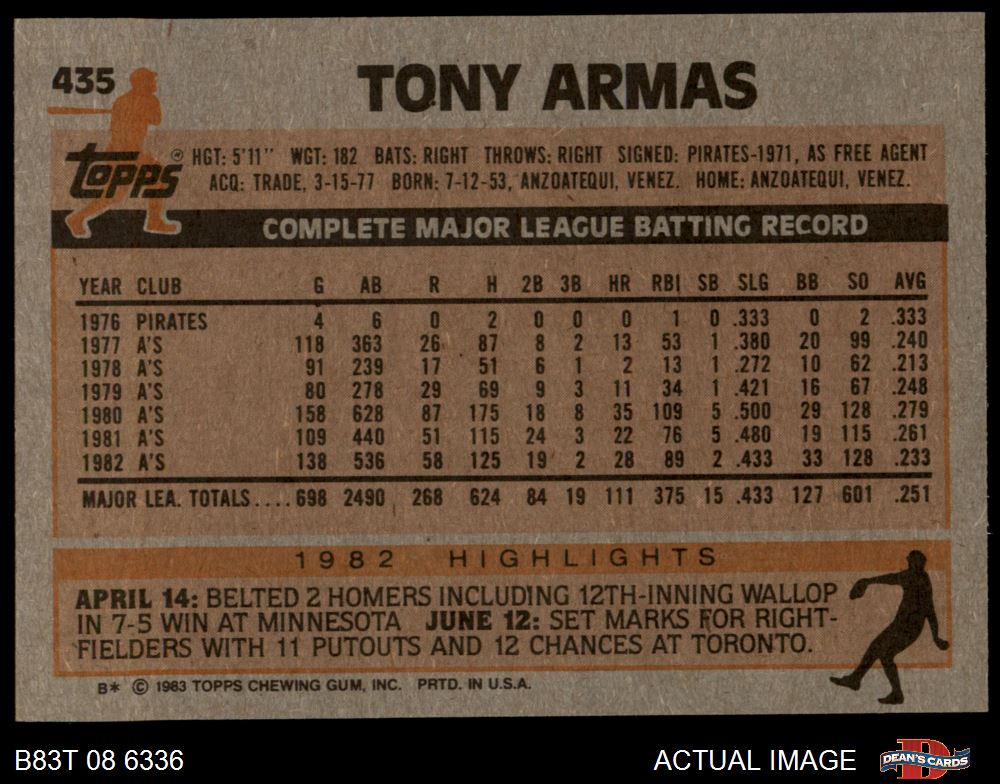 435
TONY ARMAS
Topps ® HGT: 5'11" WGT: 182 BATS: RIGHT THROWS: RIGHT SIGNED: PIRATES-1971, AS FREE AGENT
ACQ: TRADE, 3-15-77 BORN: 7-12-53, ANZOATEQUI, VENEZ. HOME: ANZOATEQUI, VENEZ.
COMPLETE MAJOR LEAGUE BATTING RECORD
YEAR CLUB G AB R H 2B 3B HR RBI SB SLG BB SO AVG
1976 PIRATES 4 6 0 2 0 0 0 1 0 .333 0 2 .333
1977 A'S 118 363 26 87 8 2 13 53 1 .380 20 99 .240
1978 A'S 91 239 17 51 6 1 2 13 1 .272 10 62 .213
1979 A'S 80 278 29 69 9 3 11 34 1 .421 16 67 .248
1980 A'S 158 628 87 175 18 8 35 109 5 .500 29 128 .279
1981 A'S 109 440 51 115 24 3 22 76 5 .480 19 115 .261
1982 A'S 138 536 58 125 19 2 28 89 2 .433 33 128 .233
MAJOR LEA. TOTALS.... 698 2490 268 624 84 19 111 375 15 .433 127 601 .251
1982 HIGHLIGHTS
APRIL 14: BELTED 2 HOMERS INCLUDING 12TH-INNING WALLOP
IN 7-5 WIN AT MINNESOTA JUNE 12: SET MARKS FOR RIGHT-
FIELDERS WITH 11 PUTOUTS AND 12 CHANCES AT TORONTO.
B* © 1983 TOPPS CHEWING GUM, INC. PRTD. IN U.S.A.
B83T 08 6336
ACTUAL IMAGE
D
DEAN'S CARDS